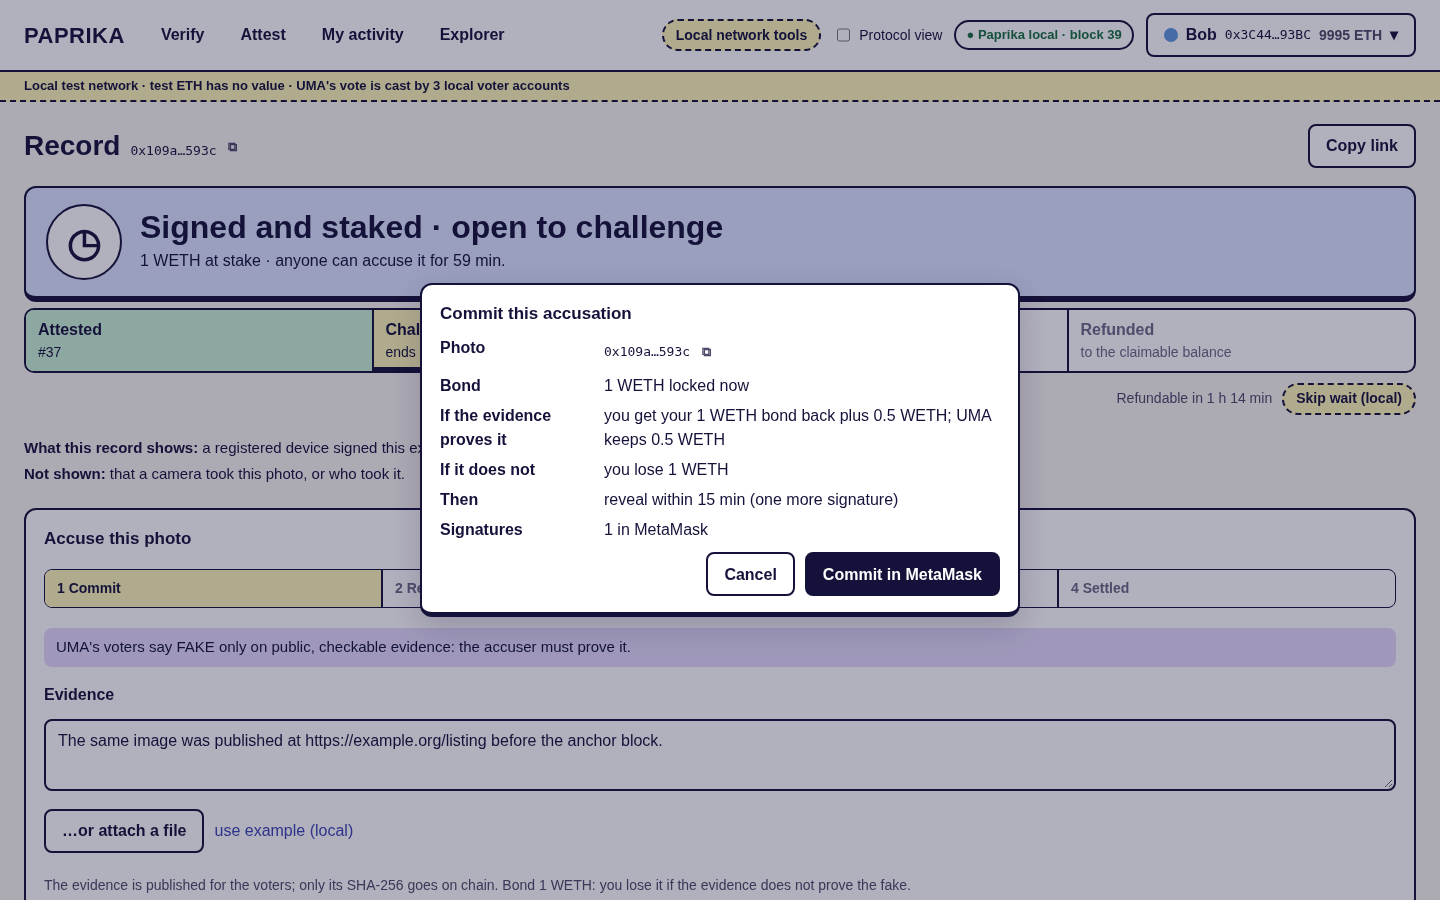 PAPRIKA Verify Attest My activity Explorer Local network tools Protocol view ● Paprika local · block 39 Bob 0x3C44…93BC 9995 ETH ▼
Local test network · test ETH has no value · UMA's vote is cast by 3 local voter accounts
Record 0x109a…593c Copy link
Signed and staked · open to challenge
1 WETH at stake · anyone can accuse it for 59 min.
Attested
#37
Chal
ends
Refunded
to the claimable balance
Refundable in 1 h 14 min Skip wait (local)
What this record shows: a registered device signed this ex
Not shown: that a camera took this photo, or who took it.
Commit this accusation
Photo 0x109a…593c
Bond 1 WETH locked now
If the evidence proves it you get your 1 WETH bond back plus 0.5 WETH; UMA
keeps 0.5 WETH
If it does not you lose 1 WETH
Then reveal within 15 min (one more signature)
Signatures 1 in MetaMask
Cancel Commit in MetaMask
Accuse this photo
1 Commit 2 Re 4 Settled
UMA's voters say FAKE only on public, checkable evidence: the accuser must prove it.
Evidence
The same image was published at https://example.org/listing before the anchor block.
…or attach a file use example (local)
The evidence is published for the voters; only its SHA-256 goes on chain. Bond 1 WETH: you lose it if the evidence does not prove the fake.